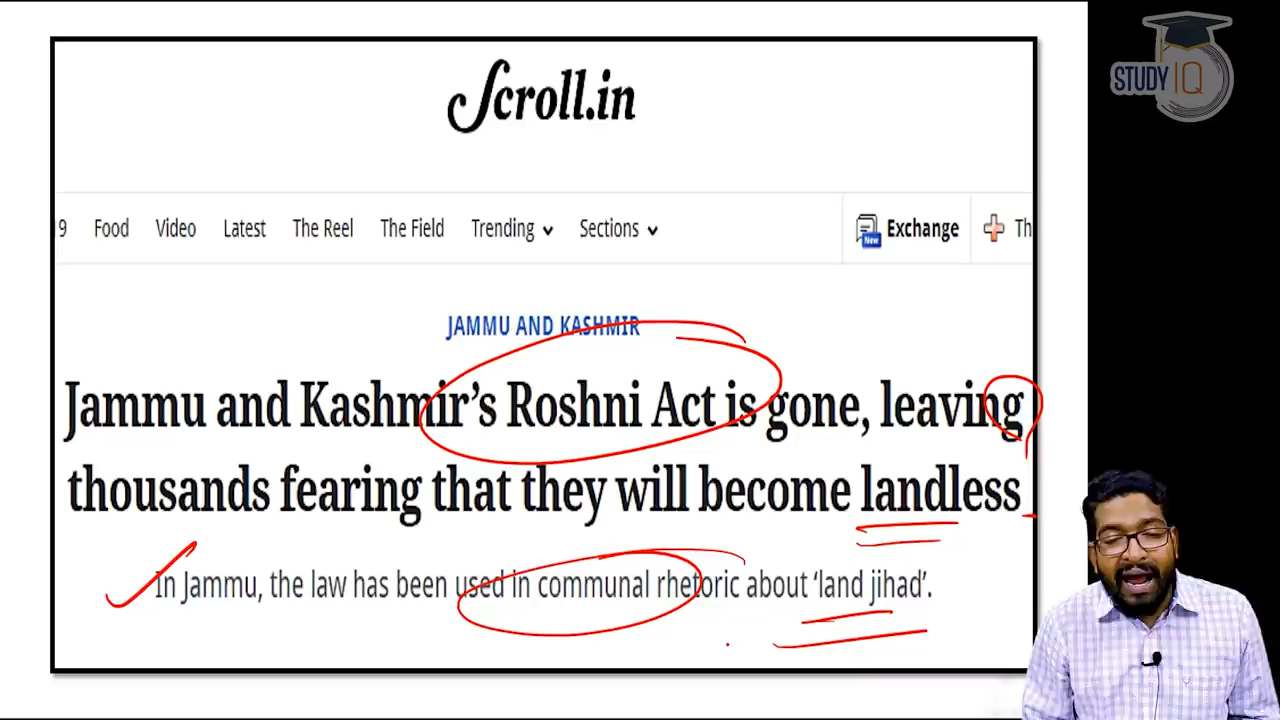 STUDY IQ
Scroll.in
9 Food Video Latest The Reel The Field Trending Sections New Exchange Th
JAMMU AND KASHMIR
Jammu and Kashmir’s Roshni Act is gone, leaving
thousands fearing that they will become landless
In Jammu, the law has been used in communal rhetoric about ‘land jihad’.